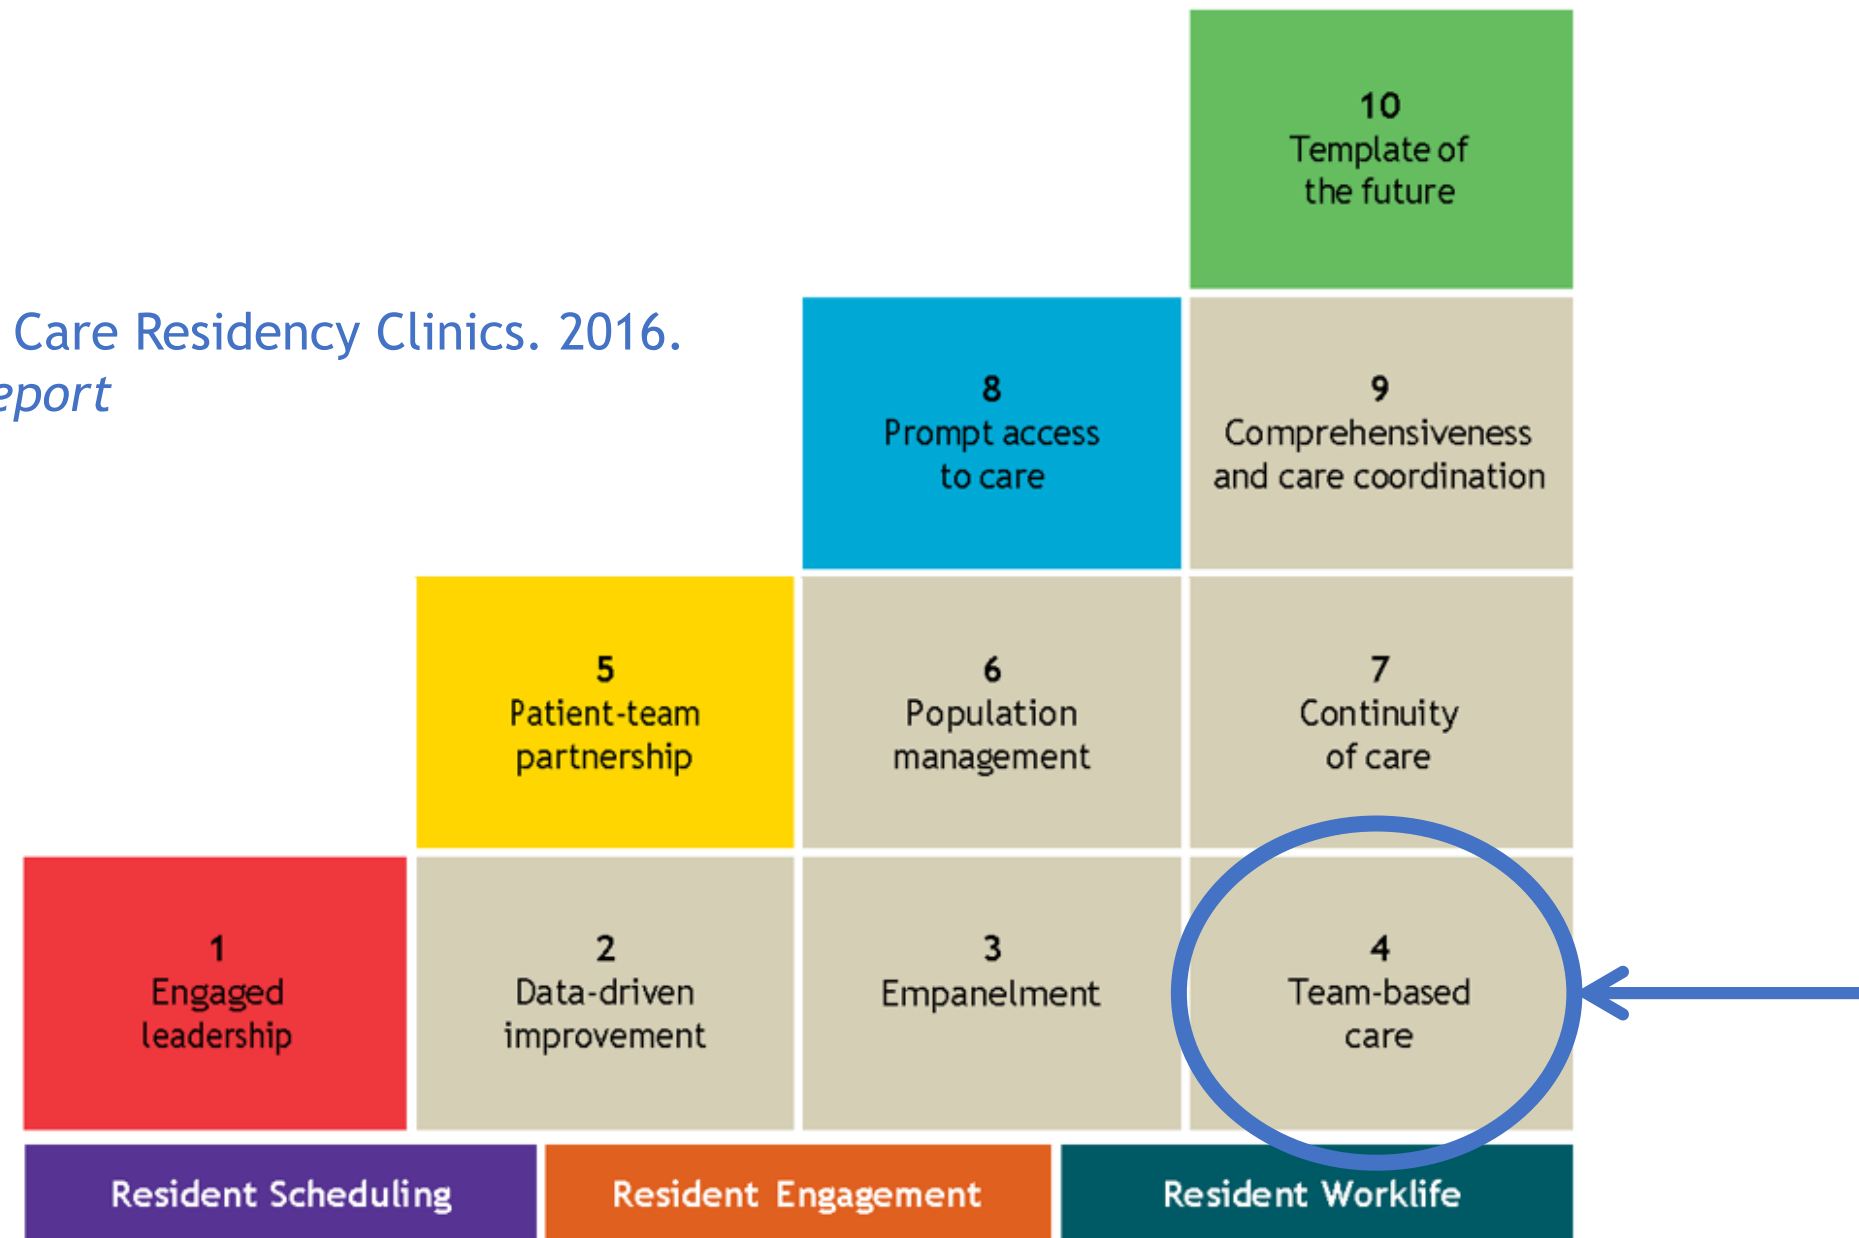 10
Template of
the future
Care Residency Clinics. 2016.
8
Prompt access
to care
9
Comprehensiveness
and care coordination
5
Patient-team
partnership
6
Population
management
7
Continuity
of care
1
Engaged
leadership
2
Data-driven
improvement
3
Empanelment
4
Team-based
care
Resident Scheduling
Resident Engagement
Resident Worklife